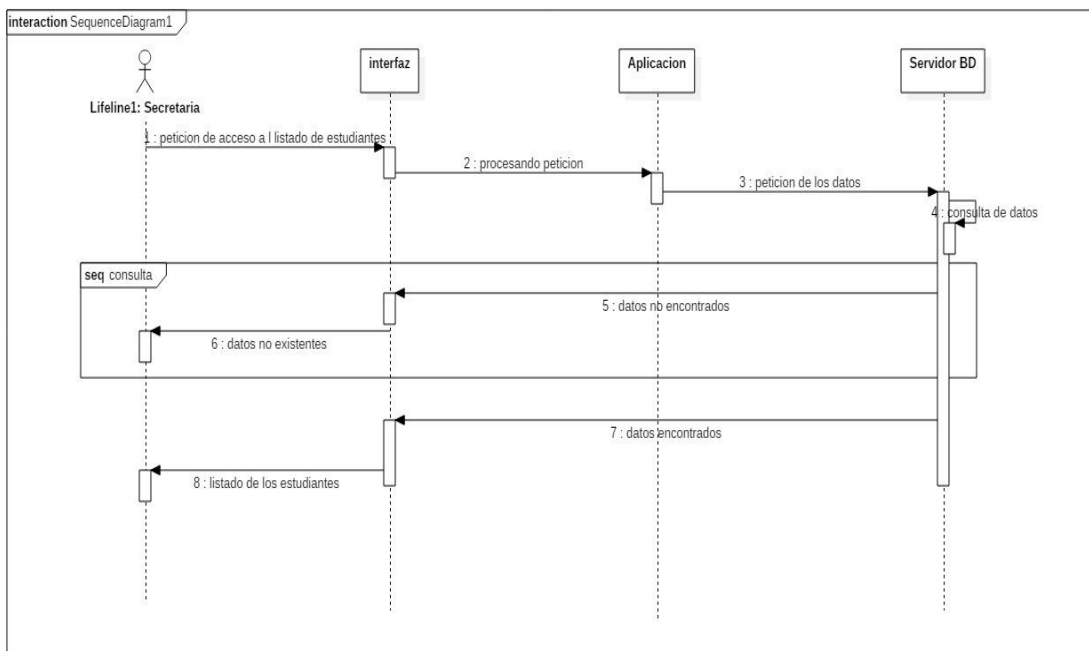 interaction SequenceDiagram1
interfaz
Aplicacion
Servidor BD
Lifeline1: Secretaria
1 : peticion de acceso a l listado de estudiantes
2 : procesando peticion
3 : peticion de los datos
4 : consulta de datos
seq consulta
5 : datos no encontrados
6 : datos no existentes
7 : datos encontrados
8 : listado de los estudiantes